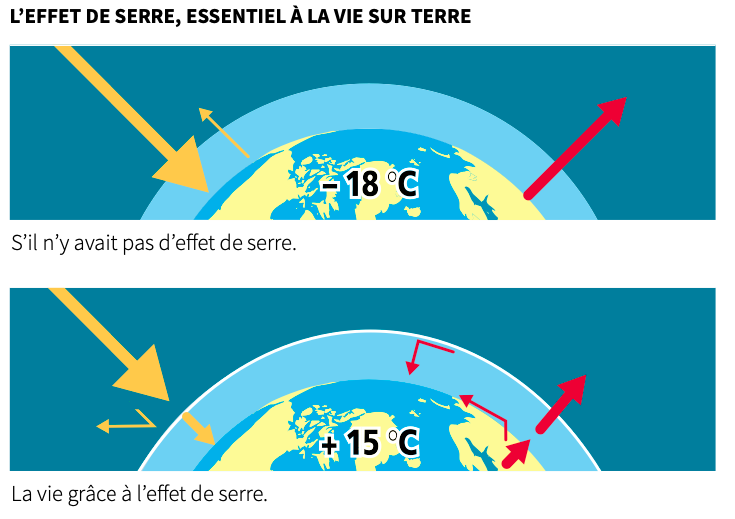 L'EFFET DE SERRE, ESSENTIEL À LA VIE SUR TERRE
– 18 °C
S'il n'y avait pas d'effet de serre.
+ 15 °C
La vie grâce à l'effet de serre.